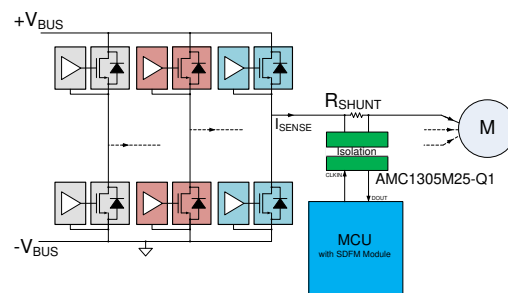 +VBUS
RSHUNT
ISENSE
M
Isolation
CLKIN
AMC1305M25-Q1
DOUT
MCU
with SDFM Module
-VBUS